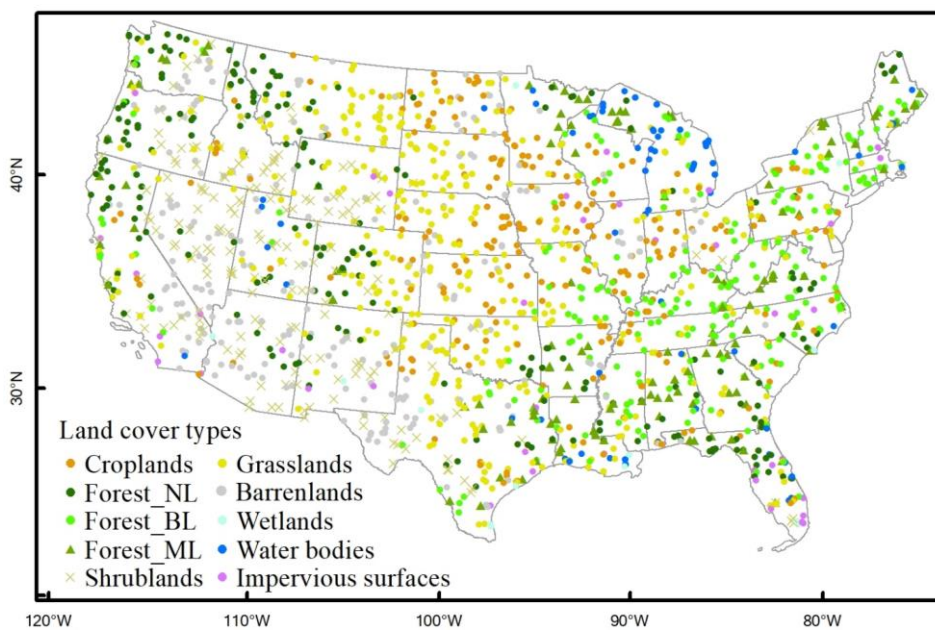 40°N
30°N
Land cover types
Croplands Grasslands
Forest_NL Barrenlands
Forest_BL Wetlands
Forest_ML Water bodies
Shrublands Impervious surfaces
120°W 110°W 100°W 90°W 80°W